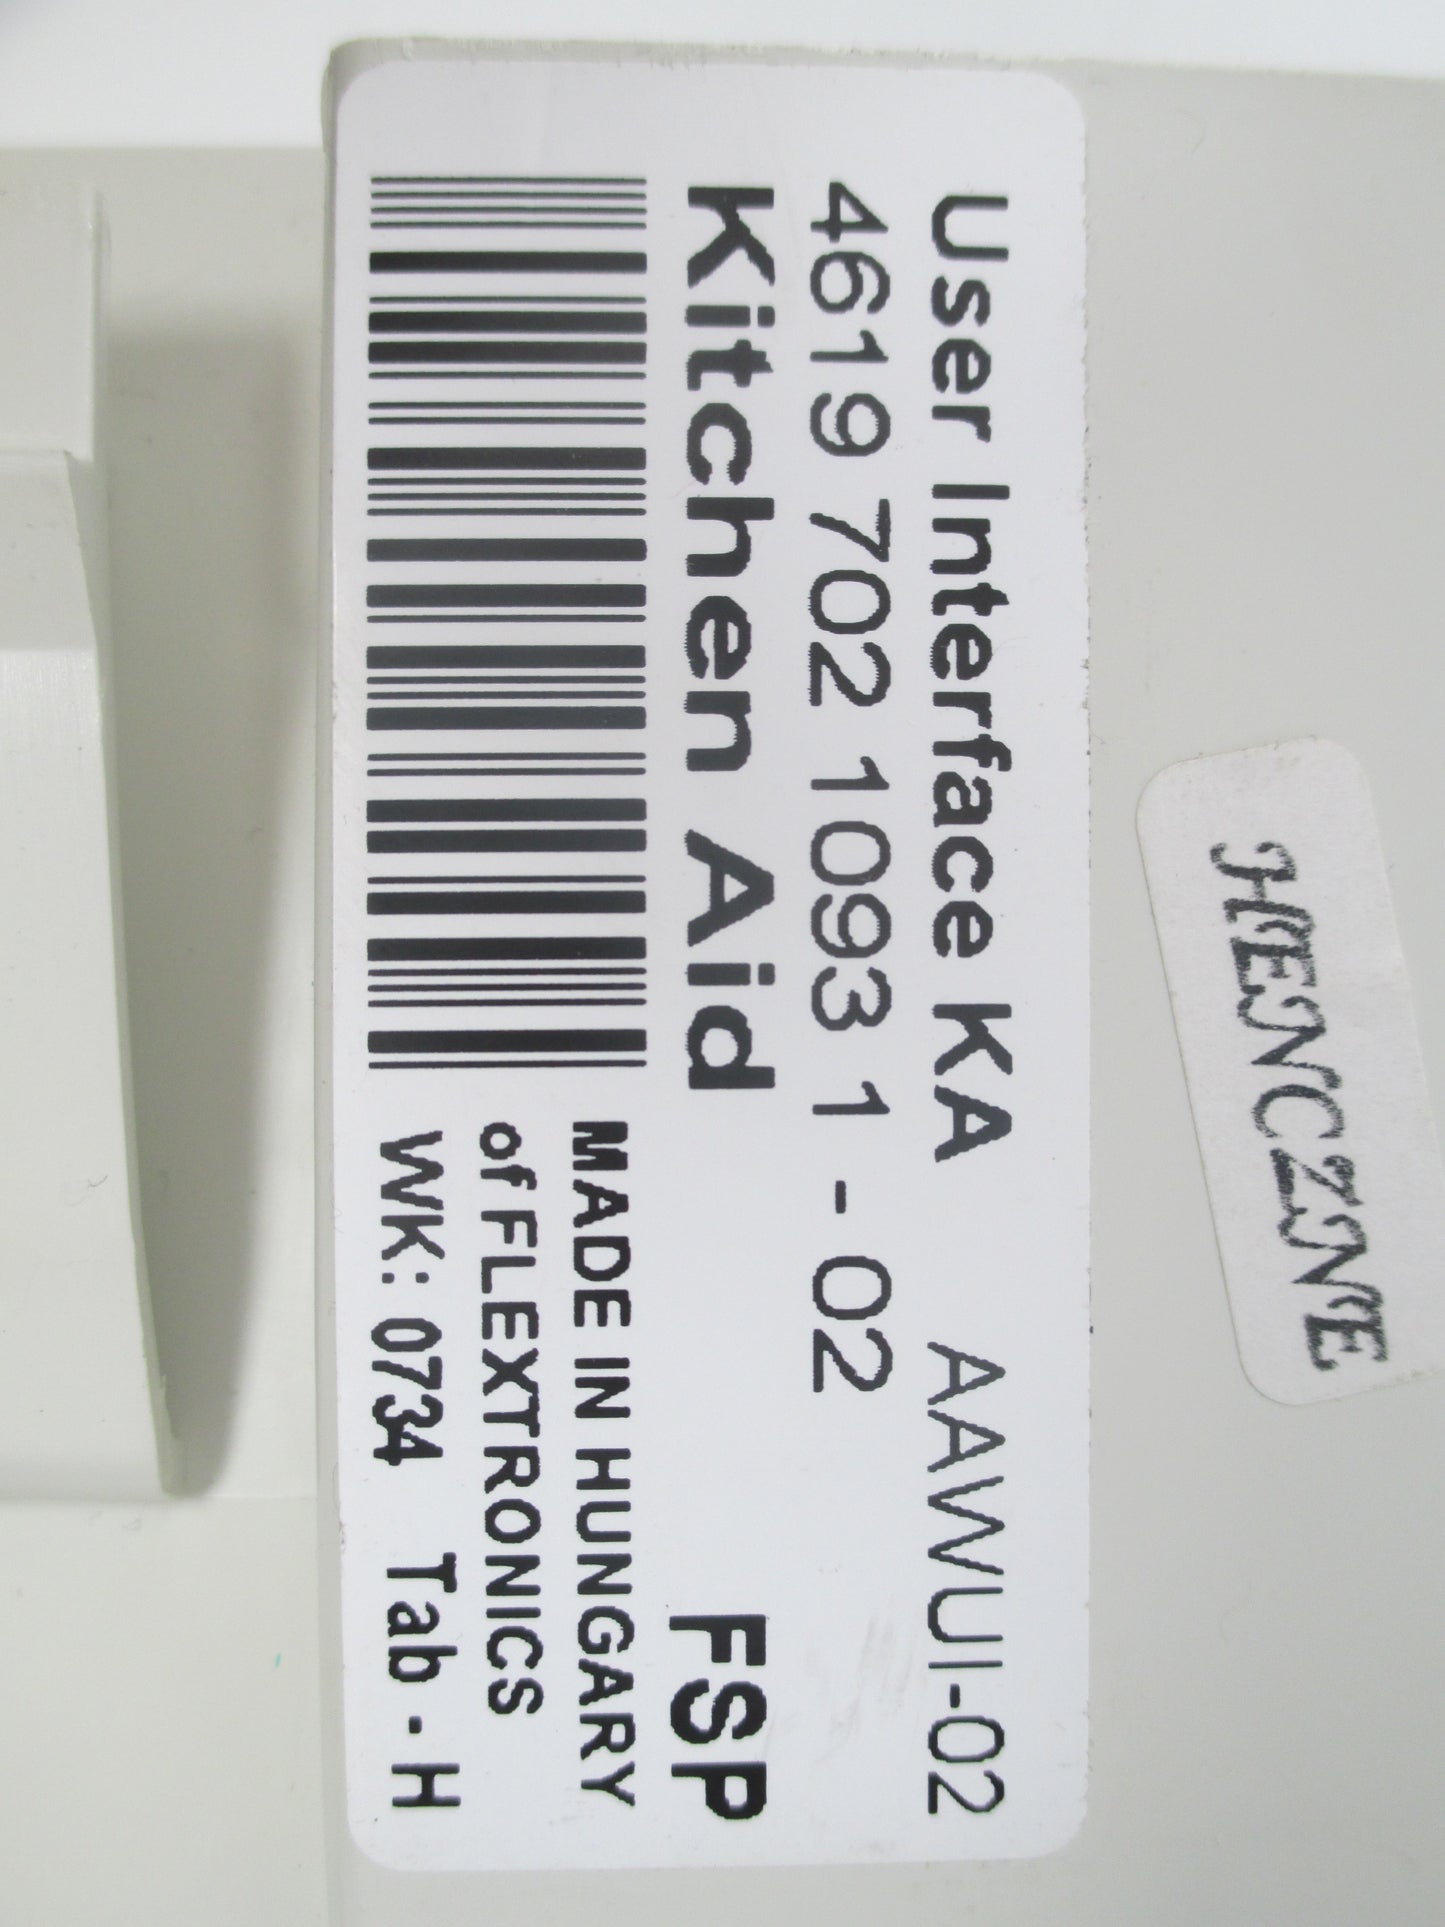 HENCZNE
User Interface KA AAWUI-02
4619 702 1093 1 - 02
Kitchen Aid FSP
MADE IN HUNGARY
of FLEXTRONICS
WK: 0734 Tab - H